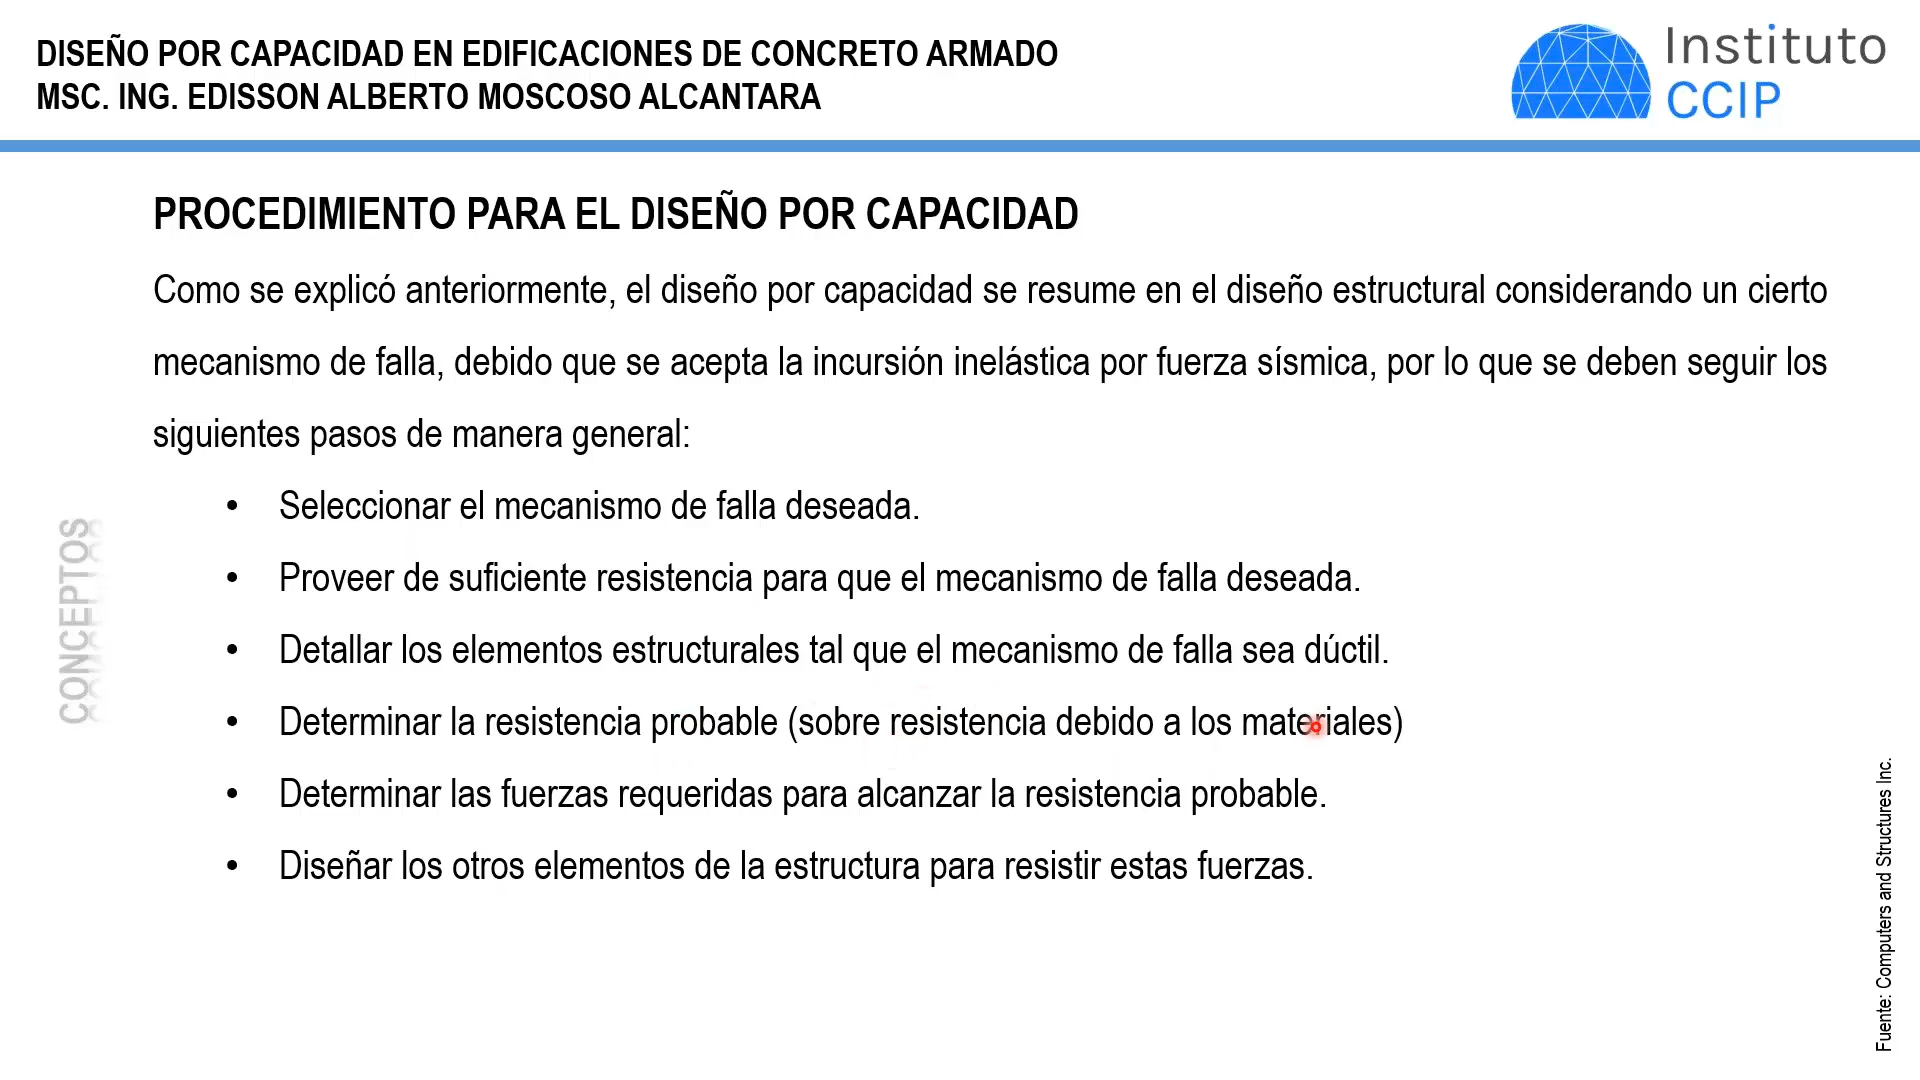 DISEÑO POR CAPACIDAD EN EDIFICACIONES DE CONCRETO ARMADO
MSC. ING. EDISSON ALBERTO MOSCOSO ALCANTARA
Instituto
CCIP
PROCEDIMIENTO PARA EL DISEÑO POR CAPACIDAD
Como se explicó anteriormente, el diseño por capacidad se resume en el diseño estructural considerando un cierto
mecanismo de falla, debido que se acepta la incursión inelástica por fuerza sísmica, por lo que se deben seguir los
siguientes pasos de manera general:
• Seleccionar el mecanismo de falla deseada.
• Proveer de suficiente resistencia para que el mecanismo de falla deseada.
• Detallar los elementos estructurales tal que el mecanismo de falla sea dúctil.
• Determinar la resistencia probable (sobre resistencia debido a los materiales)
• Determinar las fuerzas requeridas para alcanzar la resistencia probable.
• Diseñar los otros elementos de la estructura para resistir estas fuerzas.
CONCEPTOS
Fuente: Computers and Structures Inc.